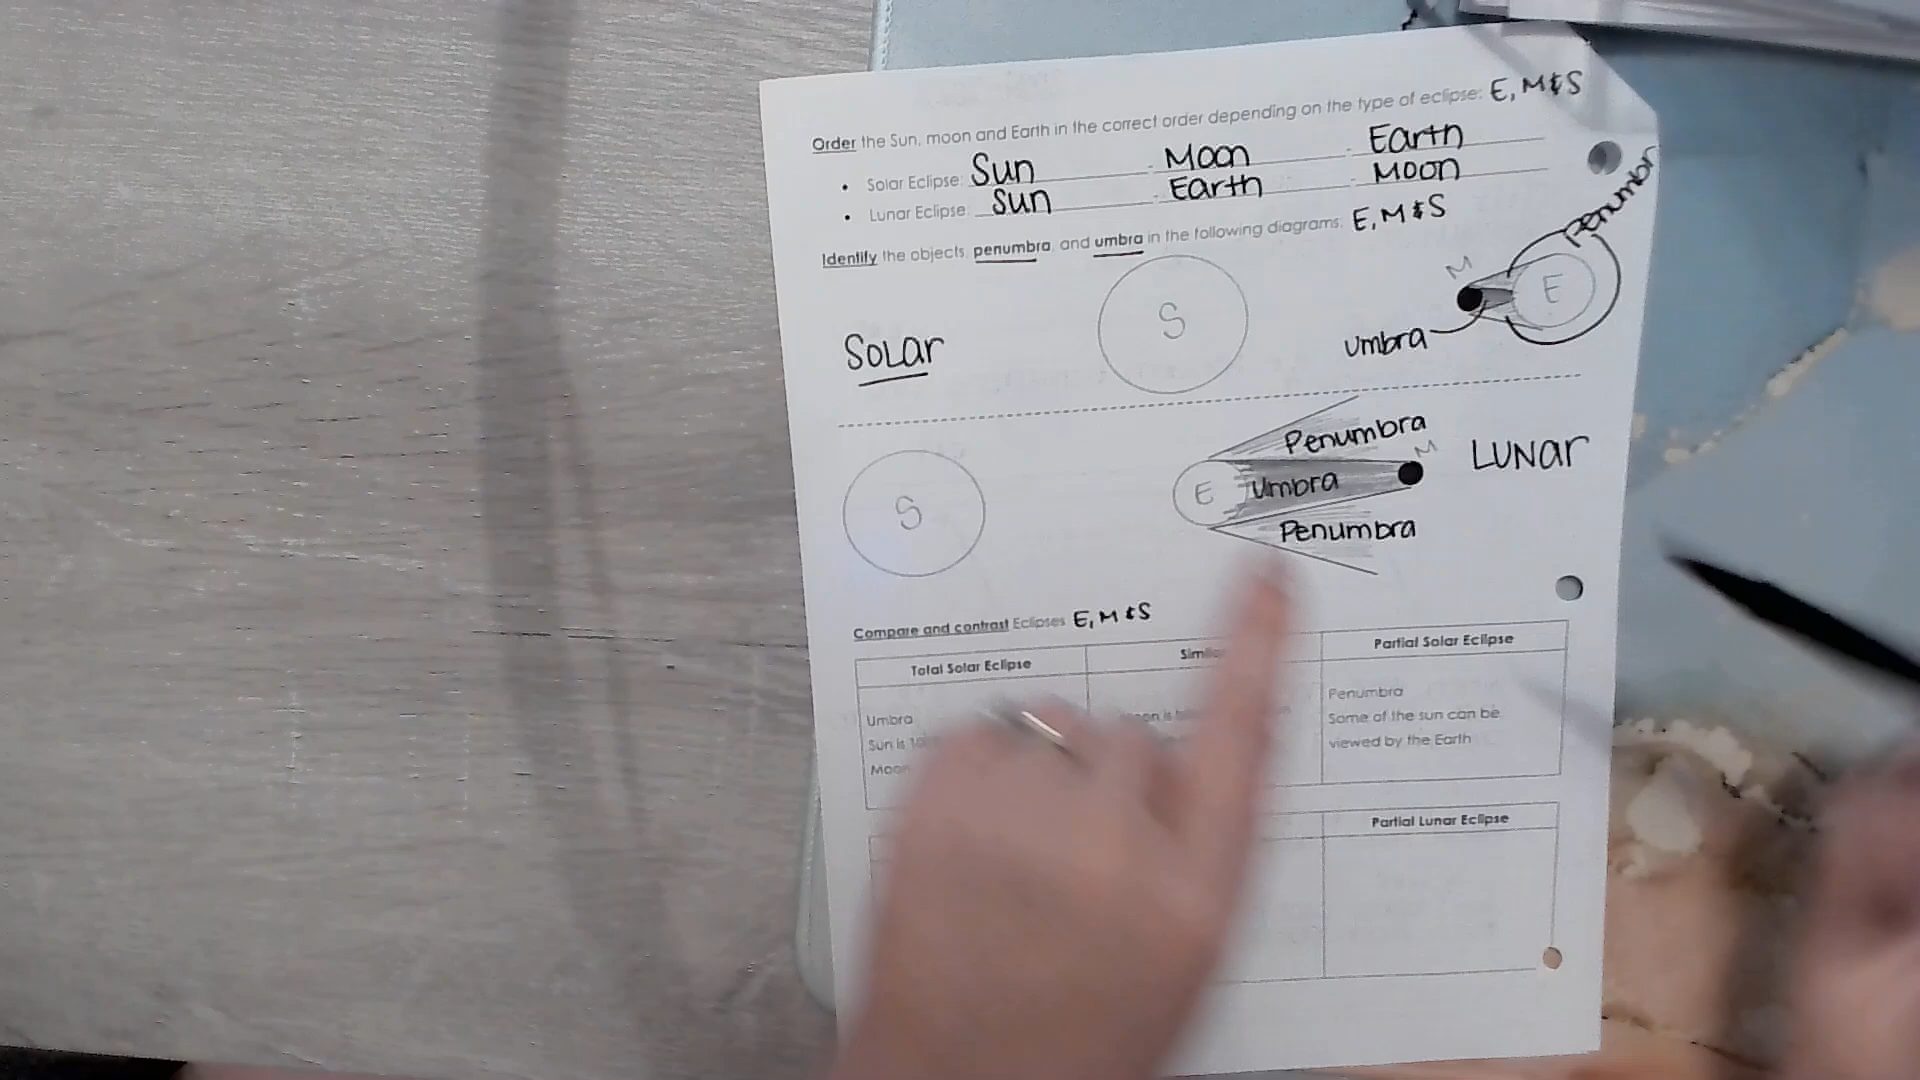 Order the Sun, moon and Earth in the correct order depending on the type of eclipse: E, M & S
• Solar Eclipse: Sun - Moon - Earth
• Lunar Eclipse: Sun - Earth - Moon
Identify the objects, penumbra, and umbra in the following diagrams: E, M & S
Penumbr
M
E
S
SOLAR
Umbra
Penumbra
M
LUNAR
E
Umbra
S
Penumbra
Compare and contrast Eclipses E, M & S
Total Solar Eclipse
Partial Solar Eclipse
Umbra
Sun is
Penumbra
Some of the sun can be
viewed by the Earth
Partial Lunar Eclipse